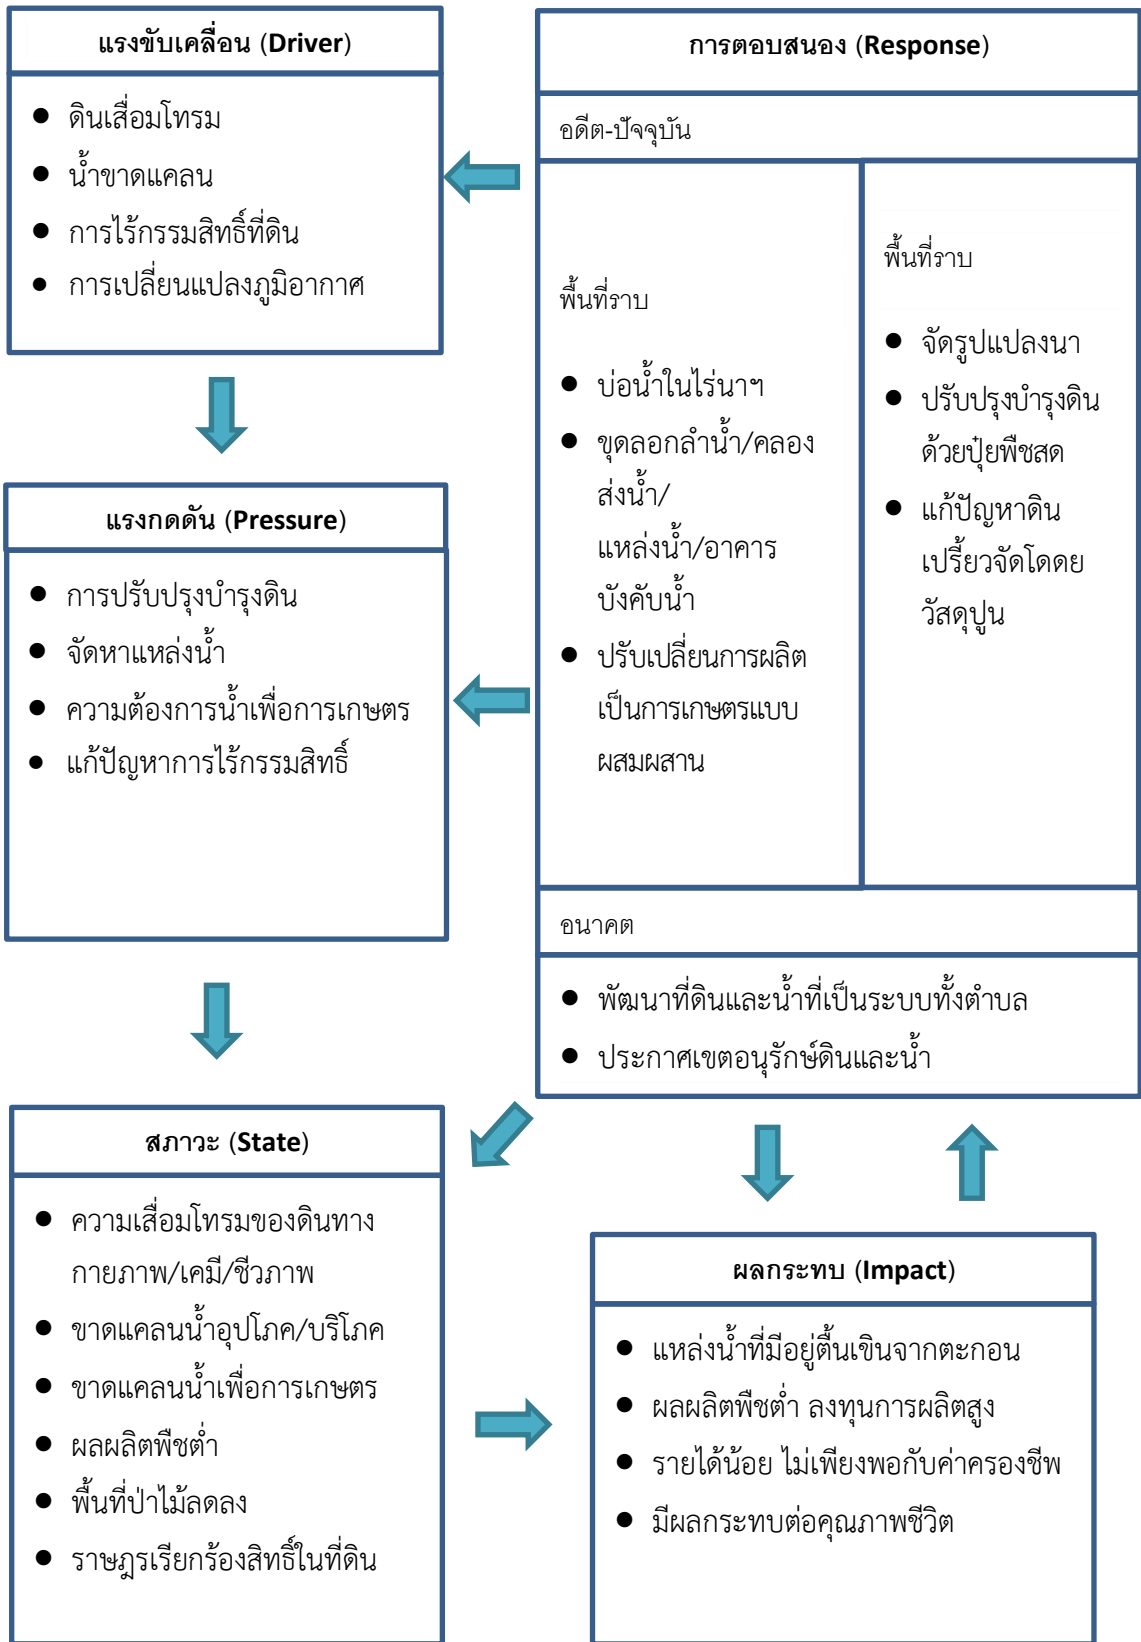 แรงขับเคลื่อน (Driver)
● ดินเสื่อมโทรม
● น้ำขาดแคลน
● การไร้กรรมสิทธิ์ที่ดิน
● การเปลี่ยนแปลงภูมิอากาศ
แรงกดดัน (Pressure)
● การปรับปรุงบำรุงดิน
● จัดหาแหล่งน้ำ
● ความต้องการน้ำเพื่อการเกษตร
● แก้ปัญหาการไร้กรรมสิทธิ์
สภาวะ (State)
● ความเสื่อมโทรมของดินทาง
กายภาพ/เคมี/ชีวภาพ
● ขาดแคลนน้ำอุปโภค/บริโภค
● ขาดแคลนน้ำเพื่อการเกษตร
● ผลผลิตพืชต่ำ
● พื้นที่ป่าไม้ลดลง
● ราษฎรเรียกร้องสิทธิ์ในที่ดิน
การตอบสนอง (Response)
อดีต-ปัจจุบัน
พื้นที่ราบ
● บ่อน้ำในไร่นาฯ
● ขุดลอกลำน้ำ/คลอง
ส่งน้ำ/
แหล่งน้ำ/อาคาร
บังคับน้ำ
● ปรับเปลี่ยนการผลิต
เป็นการเกษตรแบบ
ผสมผสาน
พื้นที่ราบ
● จัดรูปแปลงนา
● ปรับปรุงบำรุงดิน
ด้วยปุ๋ยพืชสด
● แก้ปัญหาดิน
เปรี้ยวจัดโดดย
วัสดุปูน
อนาคต
● พัฒนาที่ดินและน้ำที่เป็นระบบทั้งตำบล
● ประกาศเขตอนุรักษ์ดินและน้ำ
ผลกระทบ (Impact)
● แหล่งน้ำที่มีอยู่ตื้นเขินจากตะกอน
● ผลผลิตพืชต่ำ ลงทุนการผลิตสูง
● รายได้น้อย ไม่เพียงพอกับค่าครองชีพ
● มีผลกระทบต่อคุณภาพชีวิต